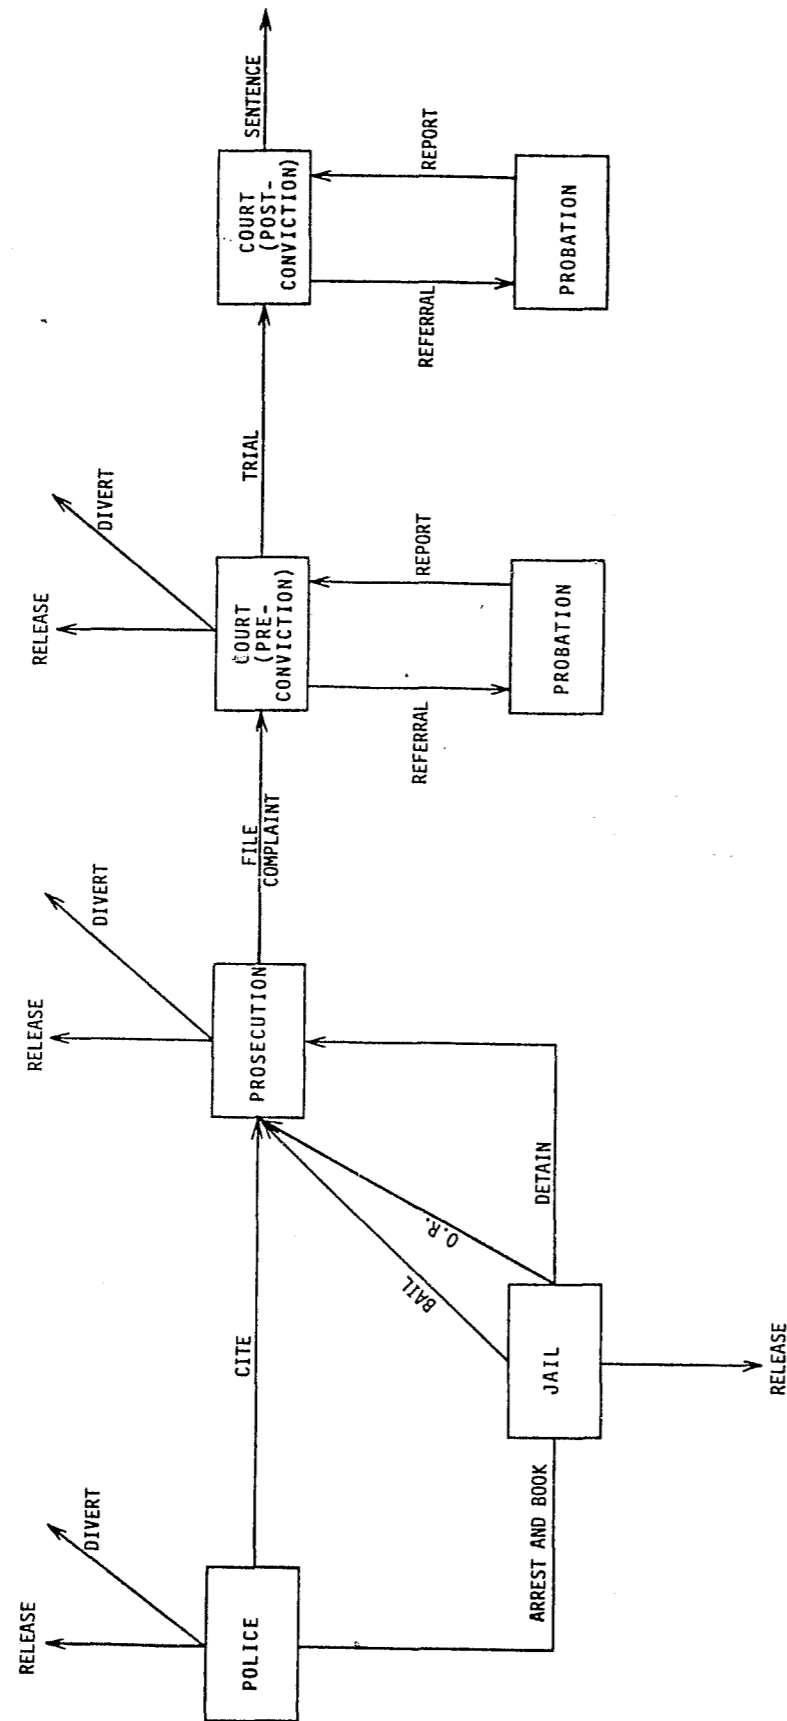 RELEASE
DIVERT
POLICE
CITE
ARREST AND BOOK
JAIL
RELEASE
BAIL
O.R.
DETAIN
RELEASE
DIVERT
PROSECUTION
FILE
COMPLAINT
RELEASE
DIVERT
COURT
(PRE-
CONVICTION)
REFERRAL
REPORT
PROBATION
TRIAL
COURT
(POST-
CONVICTION)
REFERRAL
REPORT
PROBATION
SENTENCE